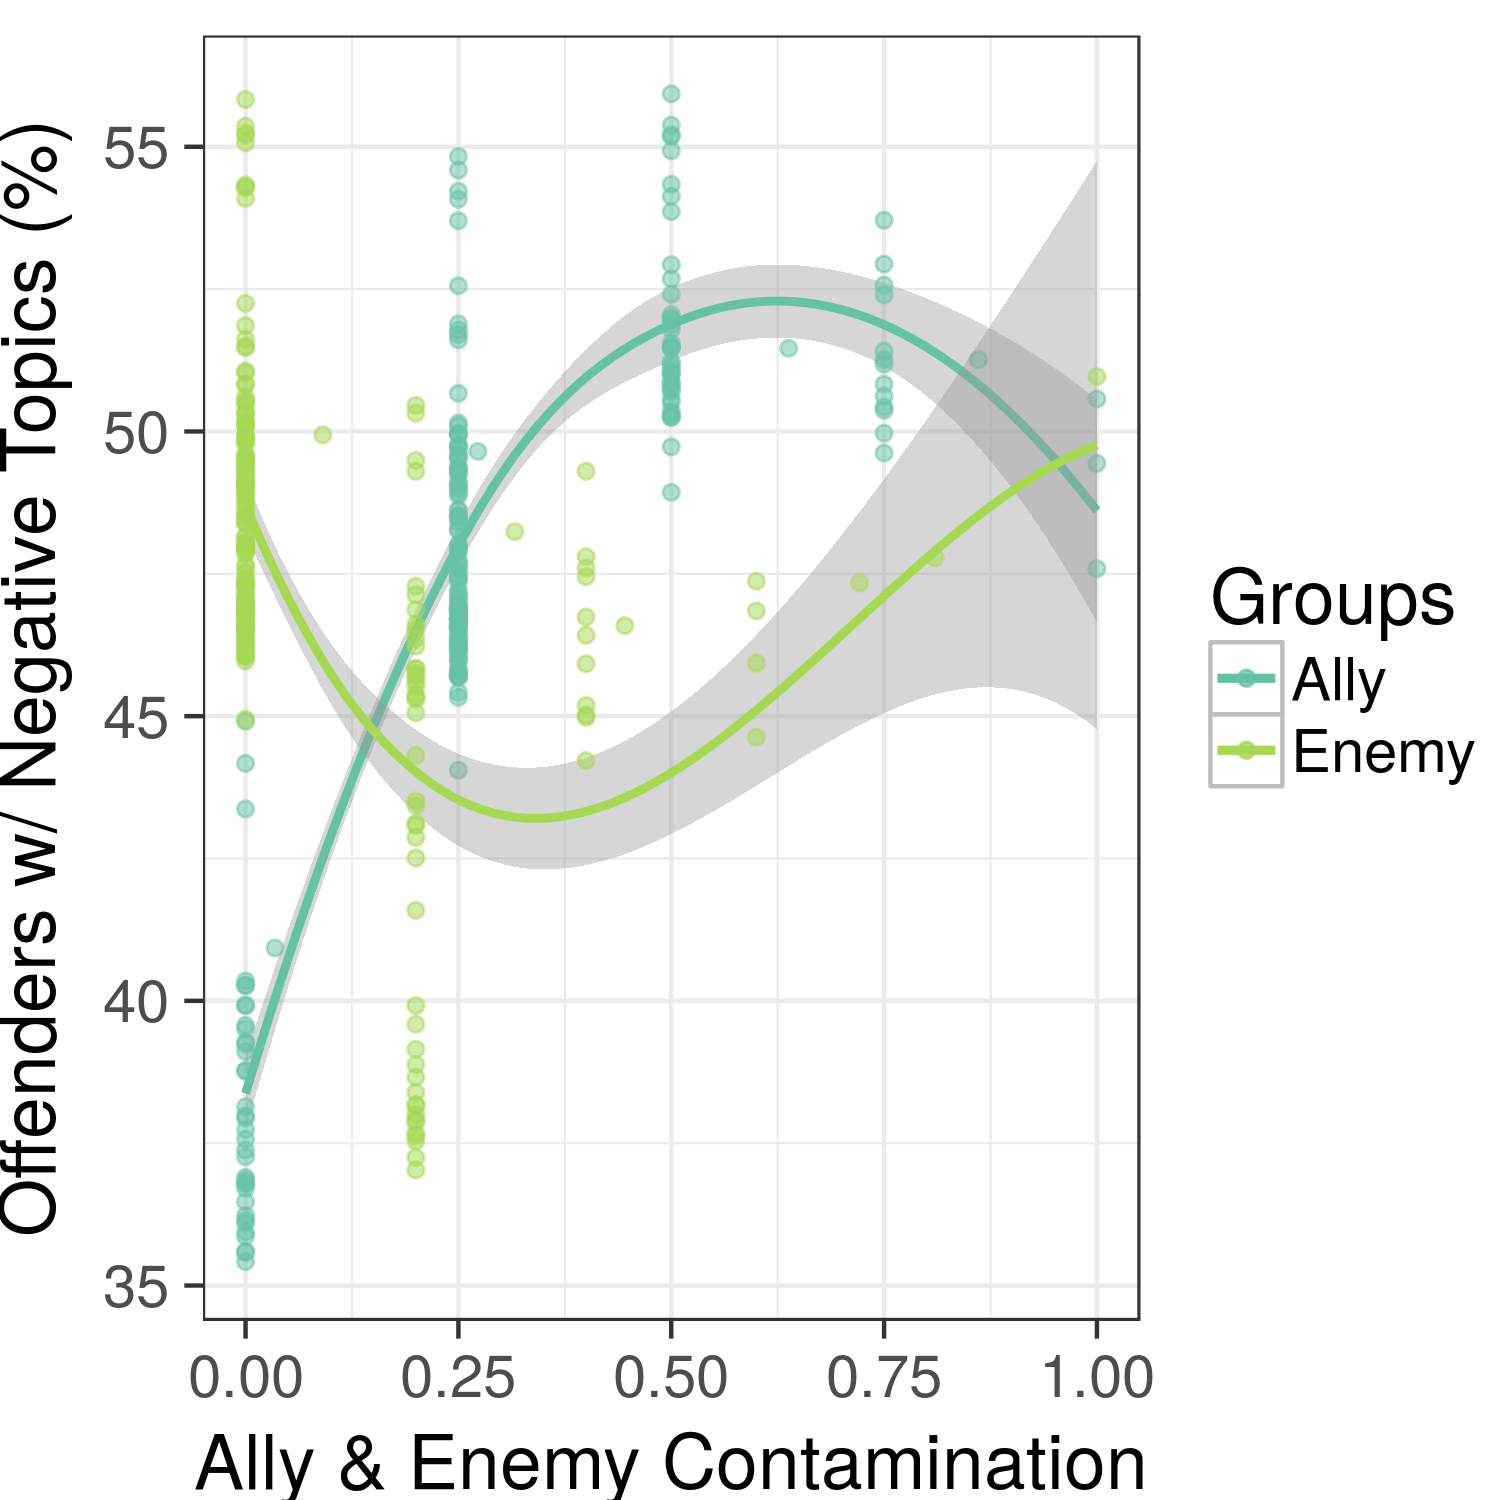 Offenders w/ Negative Topics (%)
55
50
45
40
35
0.00 0.25 0.50 0.75 1.00
Ally & Enemy Contamination
Groups
Ally
Enemy